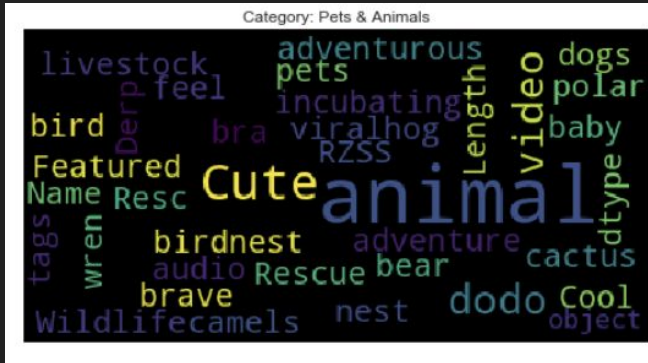 Category: Pets & Animals
adventurous
livestock
pets
feel
Length
video
dogs
polar
incubating
Derp
bird
bra
viralhog
baby
RZSS
Featured
Cute
animal
dtype
Name
Resc
tags
wren
birdnest
adventure
audio
Rescue
bear
cactus
brave
dodo
Cool
Wildlifecamels
nest
object